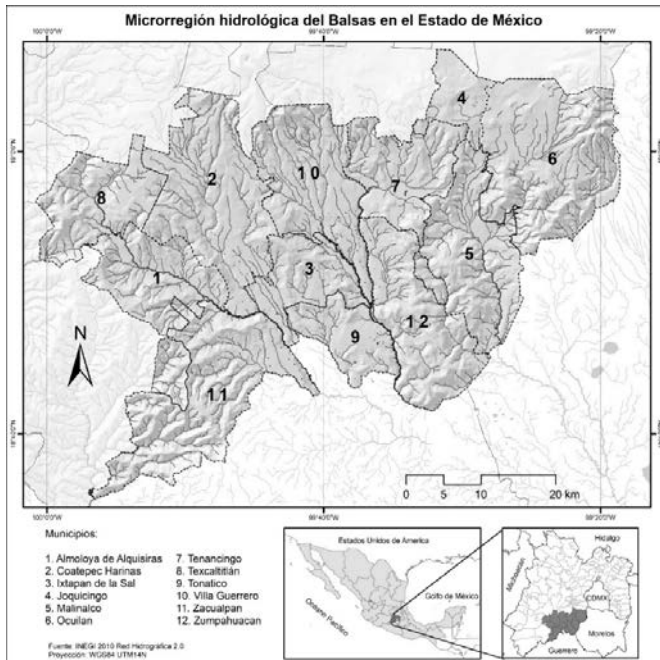 Microrregión hidrológica del Balsas en el Estado de México
100°0'0"W 99°40'0"W 99°20'0"W
4
2
10
6
7
8
5
3
1
12
N
9
11
0 5 10 20 km
100°0'0"W 99°40'0"W 99°20'0"W
Municipios:
1. Almoloya de Alquisiras
2. Coatepec Harinas
3. Ixtapan de la Sal
4. Joquicingo
5. Malinalco
6. Ocuilan
7. Tenancingo
8. Texcaltitlán
9. Tonatico
10. Villa Guerrero
11. Zacualpan
12. Zumpahuacan
Fuente: INEGI 2010 Red Hidrográfica 2.0
Proyección: WGS84 UTM14N
Estados Unidos de America
Golfo de México
Oceano Pacífico
Hidalgo
Michoacan
CDMX
Morelos
Guerrero